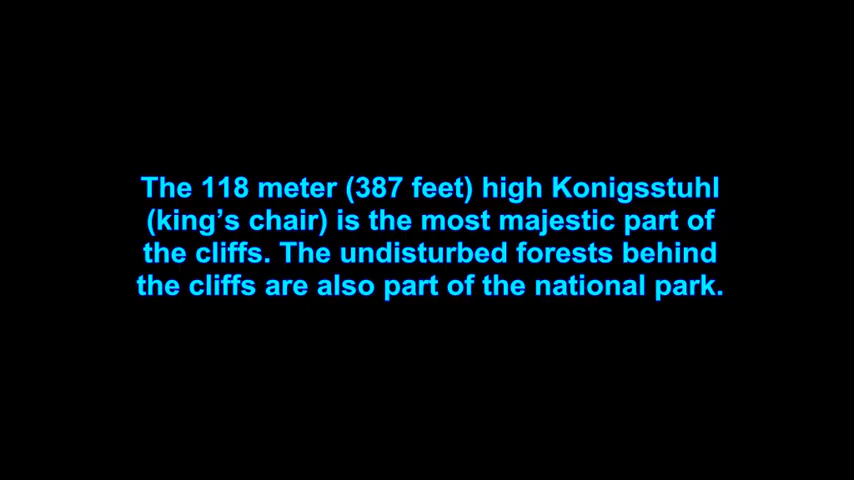 The 118 meter (387 feet) high Konigsstuhl
(king’s chair) is the most majestic part of
the cliffs. The undisturbed forests behind
the cliffs are also part of the national park.